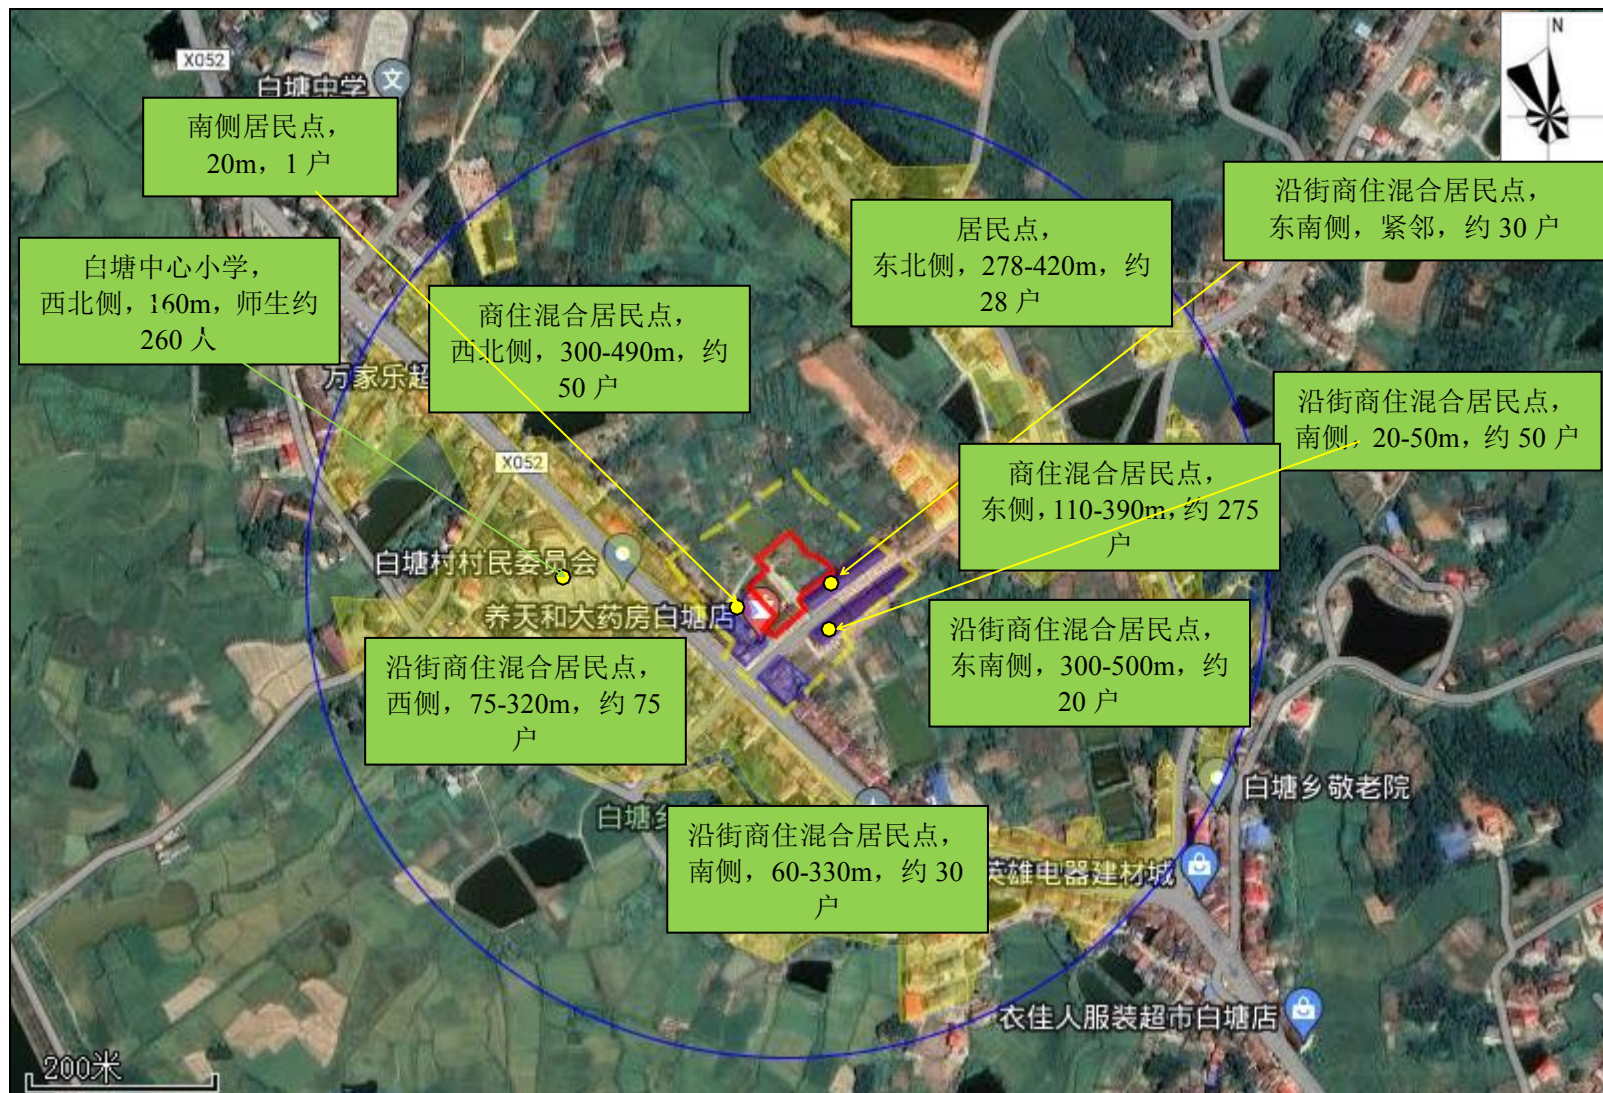 N
X052
白塘中学
文
南侧居民点，
20m，1 户
沿街商住混合居民点，
东南侧，紧邻，约 30 户
居民点，
东北侧，278-420m，约
28 户
白塘中心小学，
西北侧，160m，师生约
260 人
商住混合居民点，
西北侧，300-490m，约
50 户
万家乐超
沿街商住混合居民点，
南侧，20-50m，约 50 户
X052
商住混合居民点，
东侧，110-390m，约 275
户
白塘村村民委员会
养天和大药房白塘店
沿街商住混合居民点，
东南侧，300-500m，约
20 户
沿街商住混合居民点，
西侧，75-320m，约 75
户
白塘乡敬老院
白塘乡
沿街商住混合居民点，
南侧，60-330m，约 30
户
英雄电器建材城
衣佳人服装超市白塘店
200米